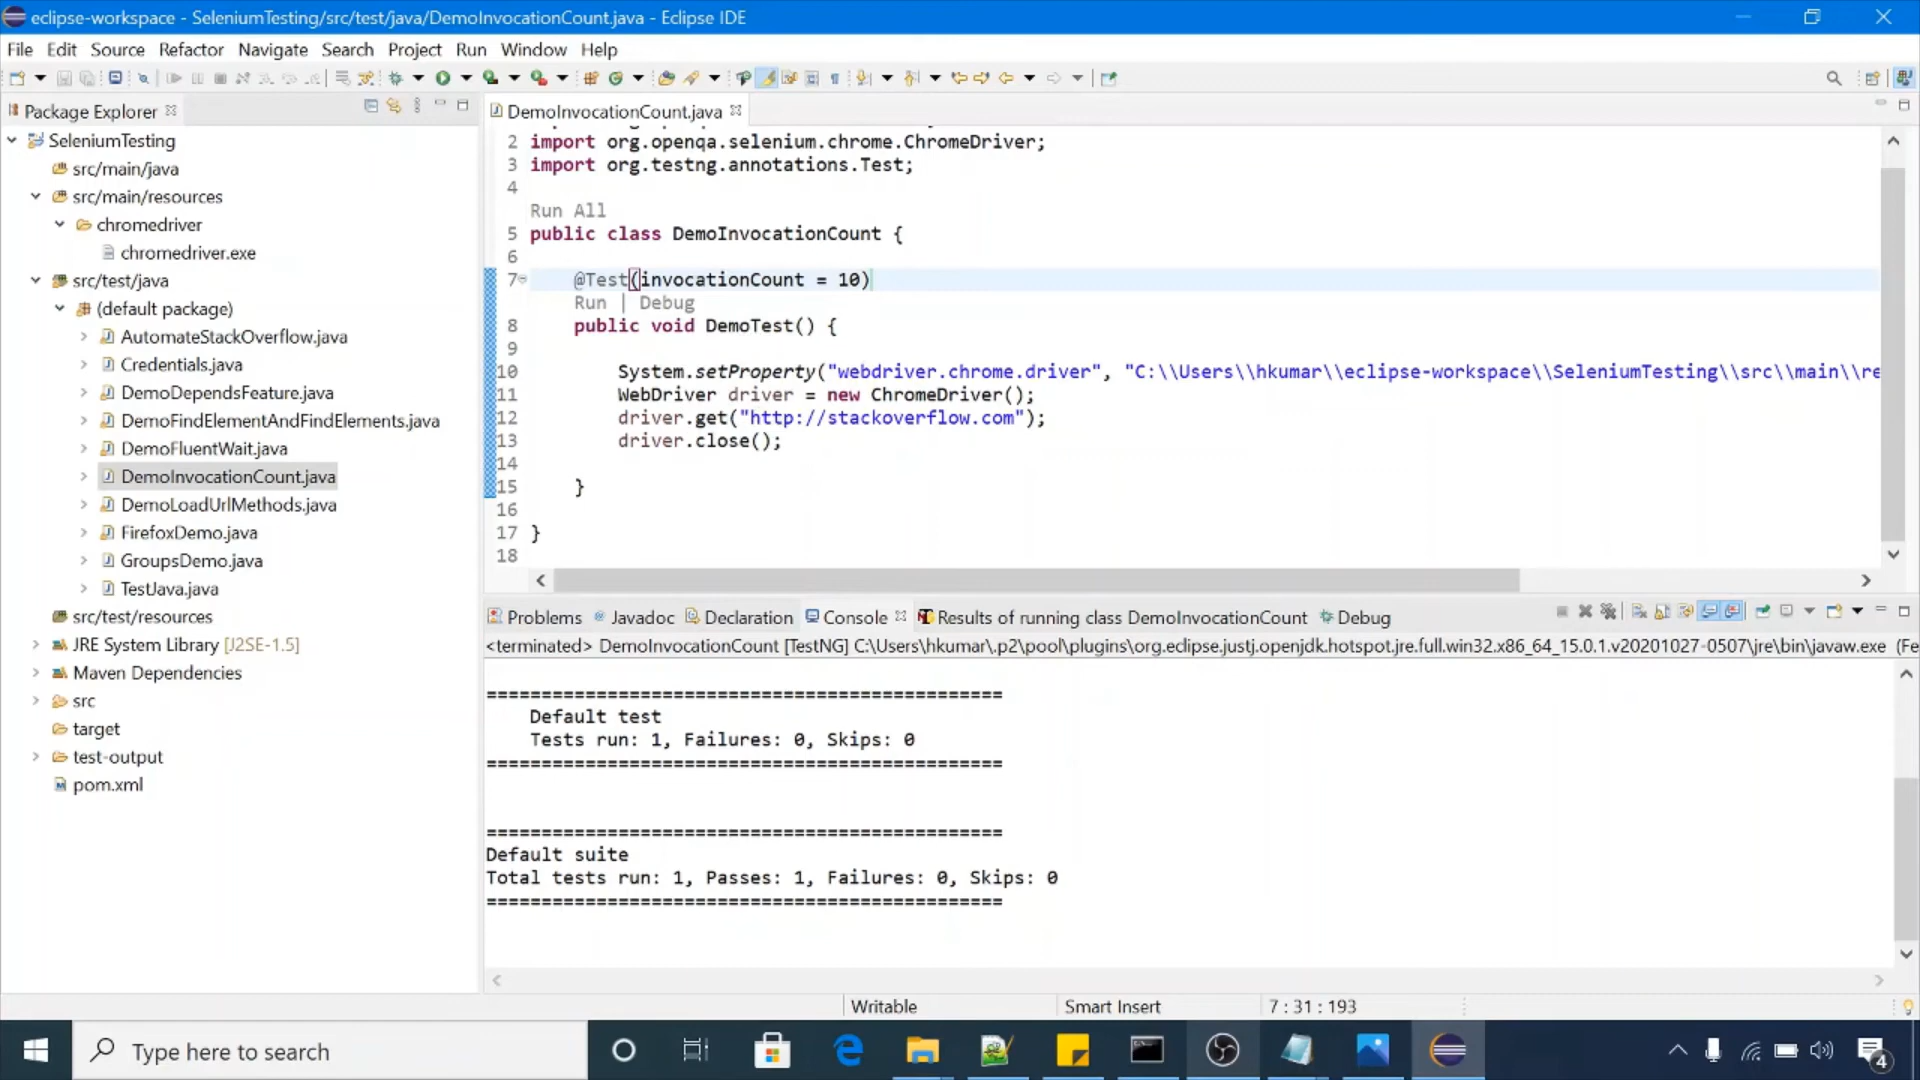 eclipse-workspace - SeleniumTesting/src/test/java/DemoInvocationCount.java - Eclipse IDE
File Edit Source Refactor Navigate Search Project Run Window Help
Package Explorer
SeleniumTesting
src/main/java
src/main/resources
chromedriver
chromedriver.exe
src/test/java
(default package)
AutomateStackOverflow.java
Credentials.java
DemoDependsFeature.java
DemoFindElementAndFindElements.java
DemoFluentWait.java
DemoInvocationCount.java
DemoLoadUrlMethods.java
FirefoxDemo.java
GroupsDemo.java
TestJava.java
src/test/resources
JRE System Library [J2SE-1.5]
Maven Dependencies
src
target
test-output
pom.xml
DemoInvocationCount.java
2 import org.openqa.selenium.chrome.ChromeDriver;
3 import org.testng.annotations.Test;
4
Run All
5 public class DemoInvocationCount {
6
7 @Test(invocationCount = 10)
Run | Debug
8 public void DemoTest() {
9
10 System.setProperty("webdriver.chrome.driver", "C:\\Users\\hkumar\\eclipse-workspace\\SeleniumTesting\\src\\main\\re
11 WebDriver driver = new ChromeDriver();
12 driver.get("http://stackoverflow.com");
13 driver.close();
14
15 }
16
17 }
18
Problems Javadoc Declaration Console Results of running class DemoInvocationCount Debug
<terminated> DemoInvocationCount [TestNG] C:\Users\hkumar\.p2\pool\plugins\org.eclipse.justj.openjdk.hotspot.jre.full.win32.x86_64_15.0.1.v20201027-0507\jre\bin\javaw.exe (Fe
===============================================
Default test
Tests run: 1, Failures: 0, Skips: 0
===============================================
===============================================
Default suite
Total tests run: 1, Passes: 1, Failures: 0, Skips: 0
===============================================
Writable Smart Insert 7 : 31 : 193
Type here to search
4